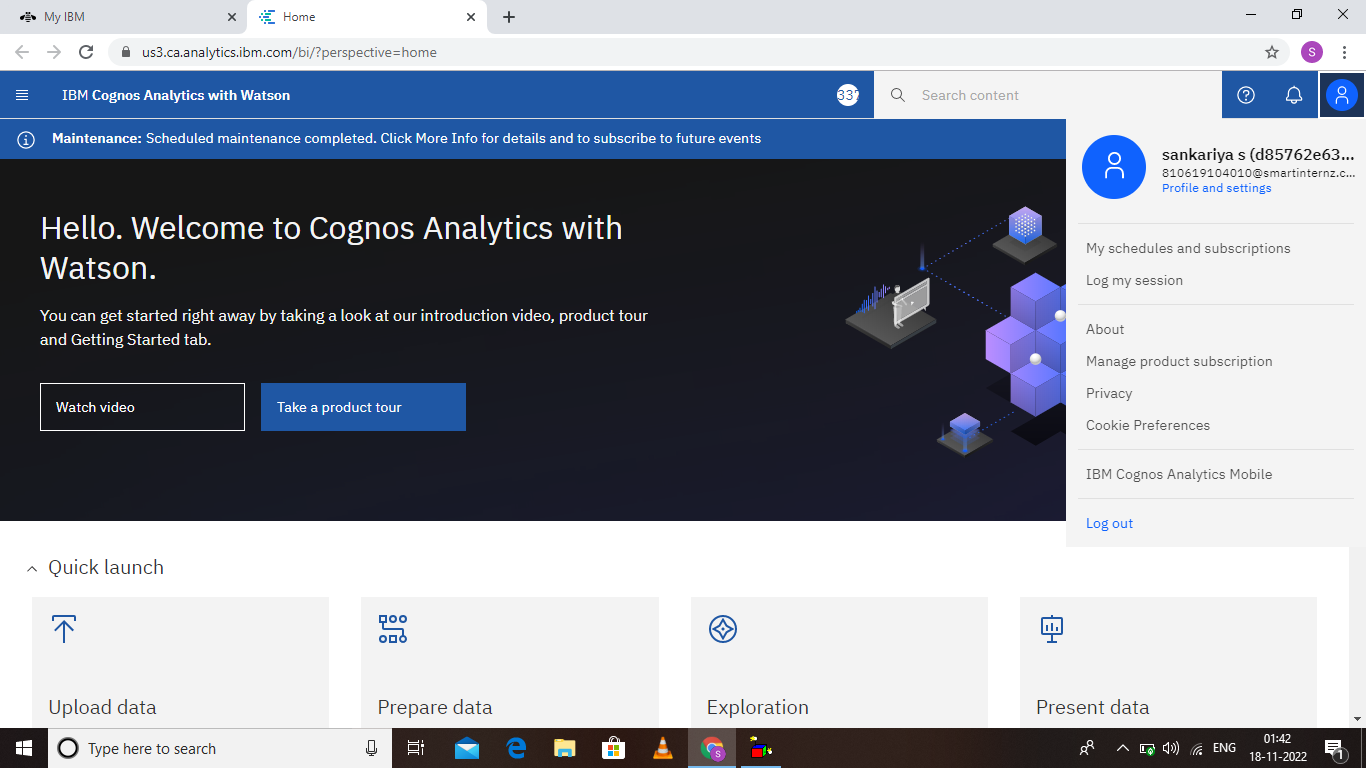 My IBM
Home
us3.ca.analytics.ibm.com/bi/?perspective=home
S
IBM Cognos Analytics with Watson
Search content
Maintenance: Scheduled maintenance completed. Click More Info for details and to subscribe to future events
sankariya s (d85762e63...
810619104010@smartinternz.c...
Profile and settings
My schedules and subscriptions
Log my session
About
Manage product subscription
Privacy
Cookie Preferences
IBM Cognos Analytics Mobile
Log out
Hello. Welcome to Cognos Analytics with
Watson.
You can get started right away by taking a look at our introduction video, product tour
and Getting Started tab.
Watch video
Take a product tour
Quick launch
Upload data
Prepare data
Exploration
Present data
Type here to search
S
ENG
01:42
18-11-2022
1